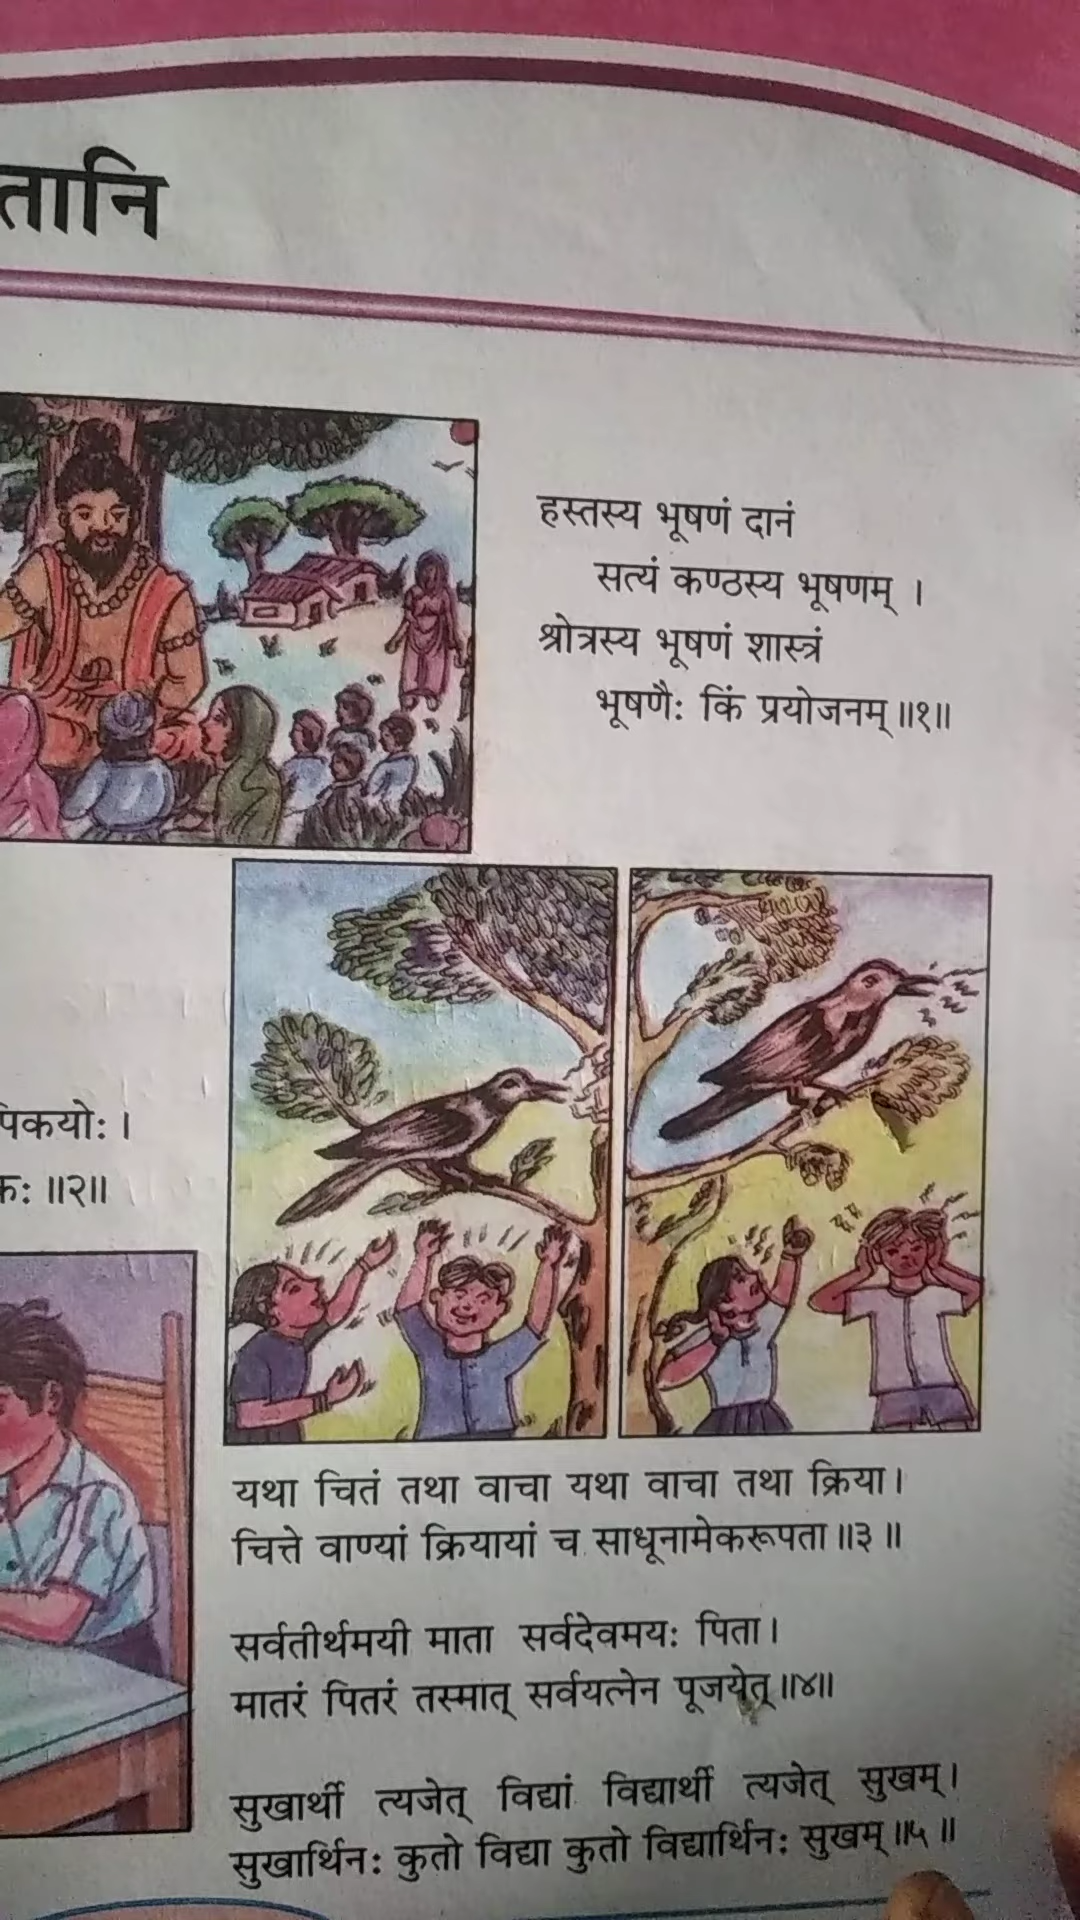 तानि
हस्तस्य भूषणं दानं
सत्यं कण्ठस्य भूषणम् ।
श्रोत्रस्य भूषणं शास्त्रं
भूषणैः किं प्रयोजनम् ॥१॥
पिकयोः ।
कः ॥२॥
यथा चितं तथा वाचा यथा वाचा तथा क्रिया।
चित्ते वाण्यां क्रियायां च साधूनामेकरूपता ॥३॥
सर्वतीर्थमयी माता सर्वदेवमयः पिता।
मातरं पितरं तस्मात् सर्वयत्नेन पूजयेत् ॥४॥
सुखार्थी त्यजेत् विद्यां विद्यार्थी त्यजेत् सुखम्।
सुखार्थिनः कुतो विद्या कुतो विद्यार्थिनः सुखम् ॥५॥